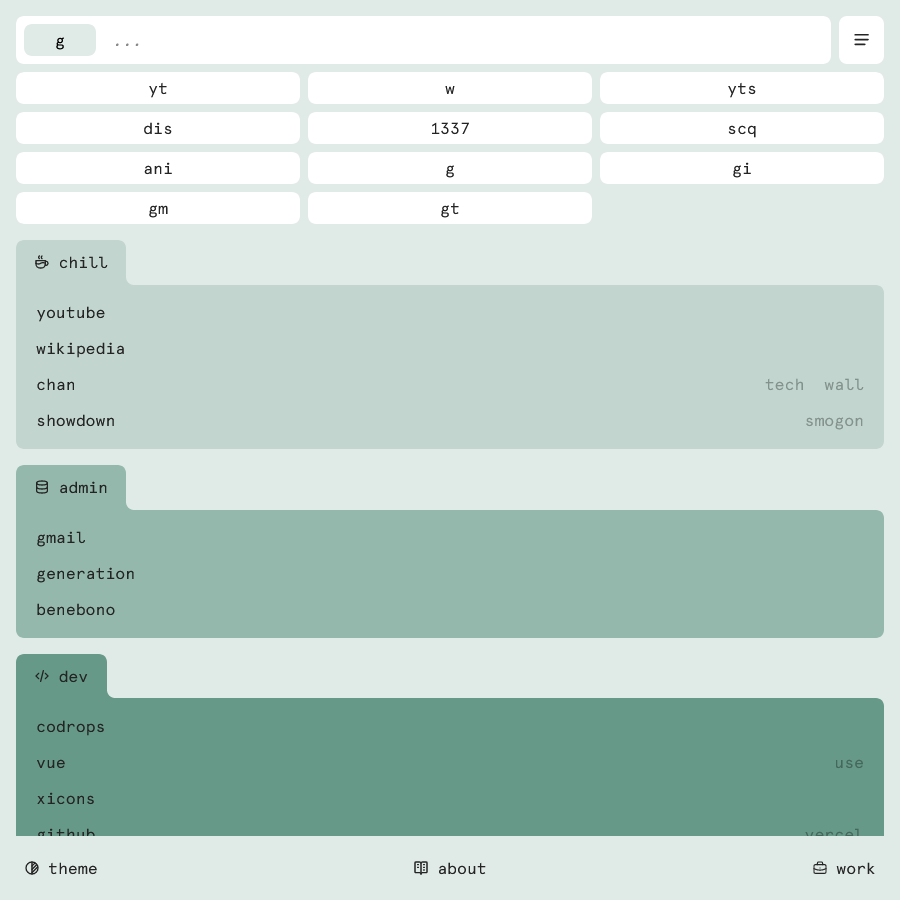 g ...
yt w yts
dis 1337 scq
ani g gi
gm gt
chill
youtube
wikipedia
chan tech wall
showdown smogon
admin
gmail
generation
benebono
dev
codrops
vue use
xicons
github vercel
theme about work